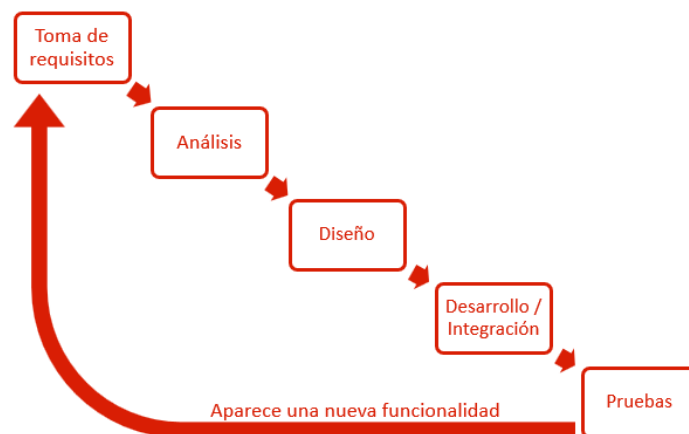 Toma de
requisitos
Análisis
Diseño
Desarrollo /
Integración
Pruebas
Aparece una nueva funcionalidad